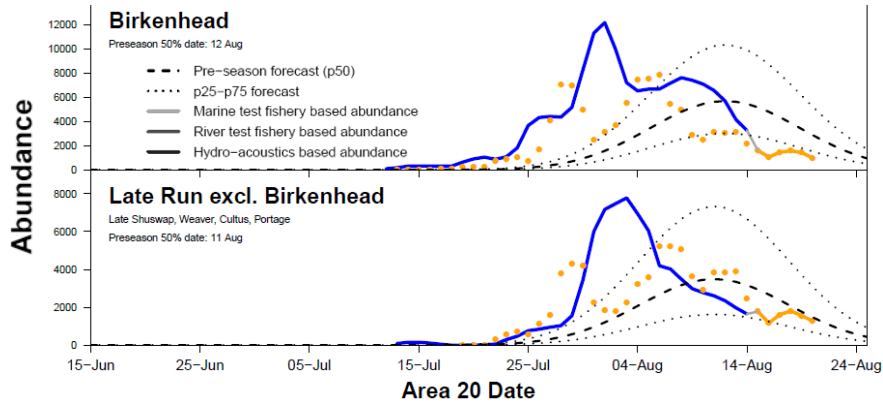 Birkenhead
Preseason 50% date: 12 Aug
Pre−season forecast (p50)
p25−p75 forecast
Marine test fishery based abundance
River test fishery based abundance
Hydro−acoustics based abundance
12000
10000
8000
6000
4000
2000
0
Abundance
Late Run excl. Birkenhead
Late Shuswap, Weaver, Cultus, Portage
Preseason 50% date: 11 Aug
8000
6000
4000
2000
0
15−Jun 25−Jun 05−Jul 15−Jul 25−Jul 04−Aug 14−Aug 24−Aug
Area 20 Date